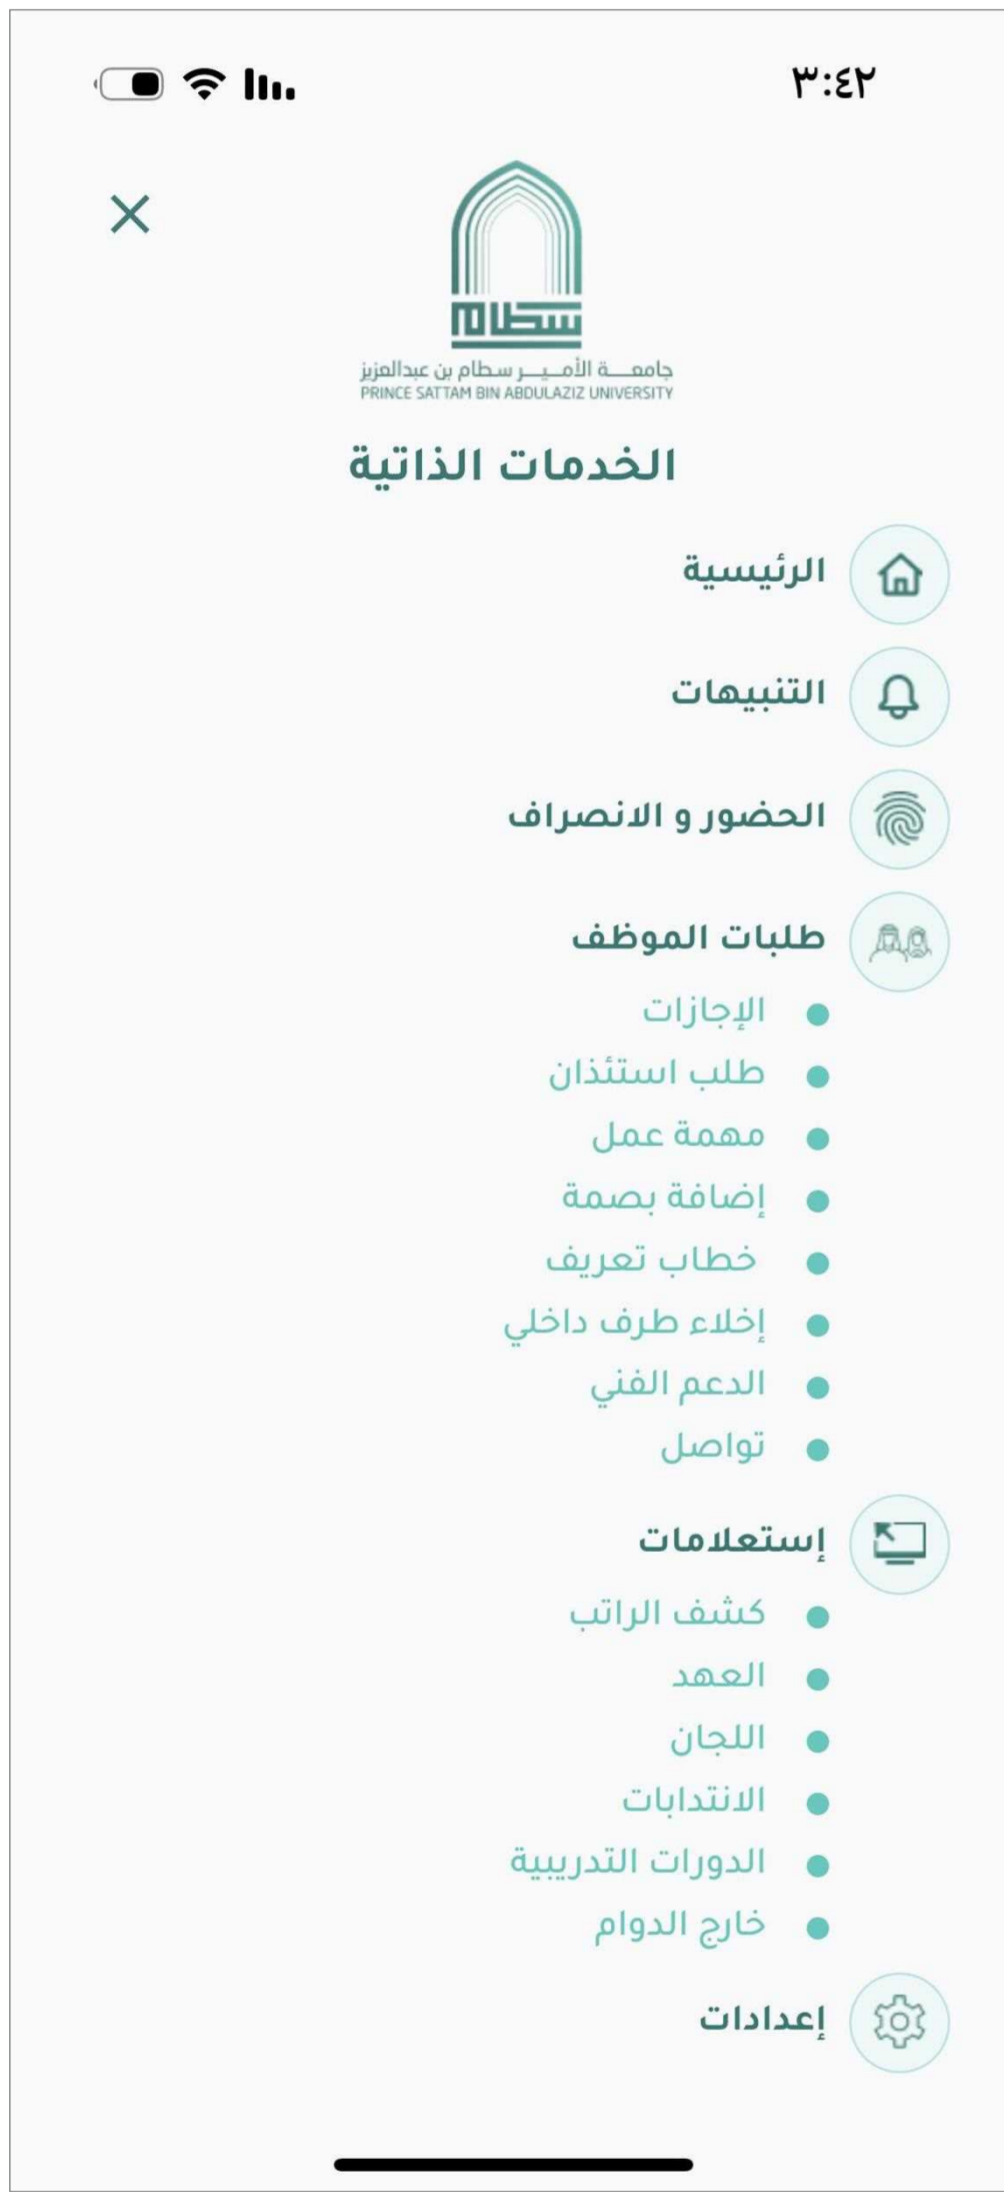 ٣:٤٢
سطام
جامعــــة الأمــيــــر سطام بن عبدالعزيز
PRINCE SATTAM BIN ABDULAZIZ UNIVERSITY
الخدمات الذاتية
الرئيسية
التنبيهات
الحضور و الانصراف
طلبات الموظف
الإجازات
طلب استئذان
مهمة عمل
إضافة بصمة
خطاب تعريف
إخلاء طرف داخلي
الدعم الفني
تواصل
إستعلامات
كشف الراتب
العهد
اللجان
الانتدابات
الدورات التدريبية
خارج الدوام
إعدادات